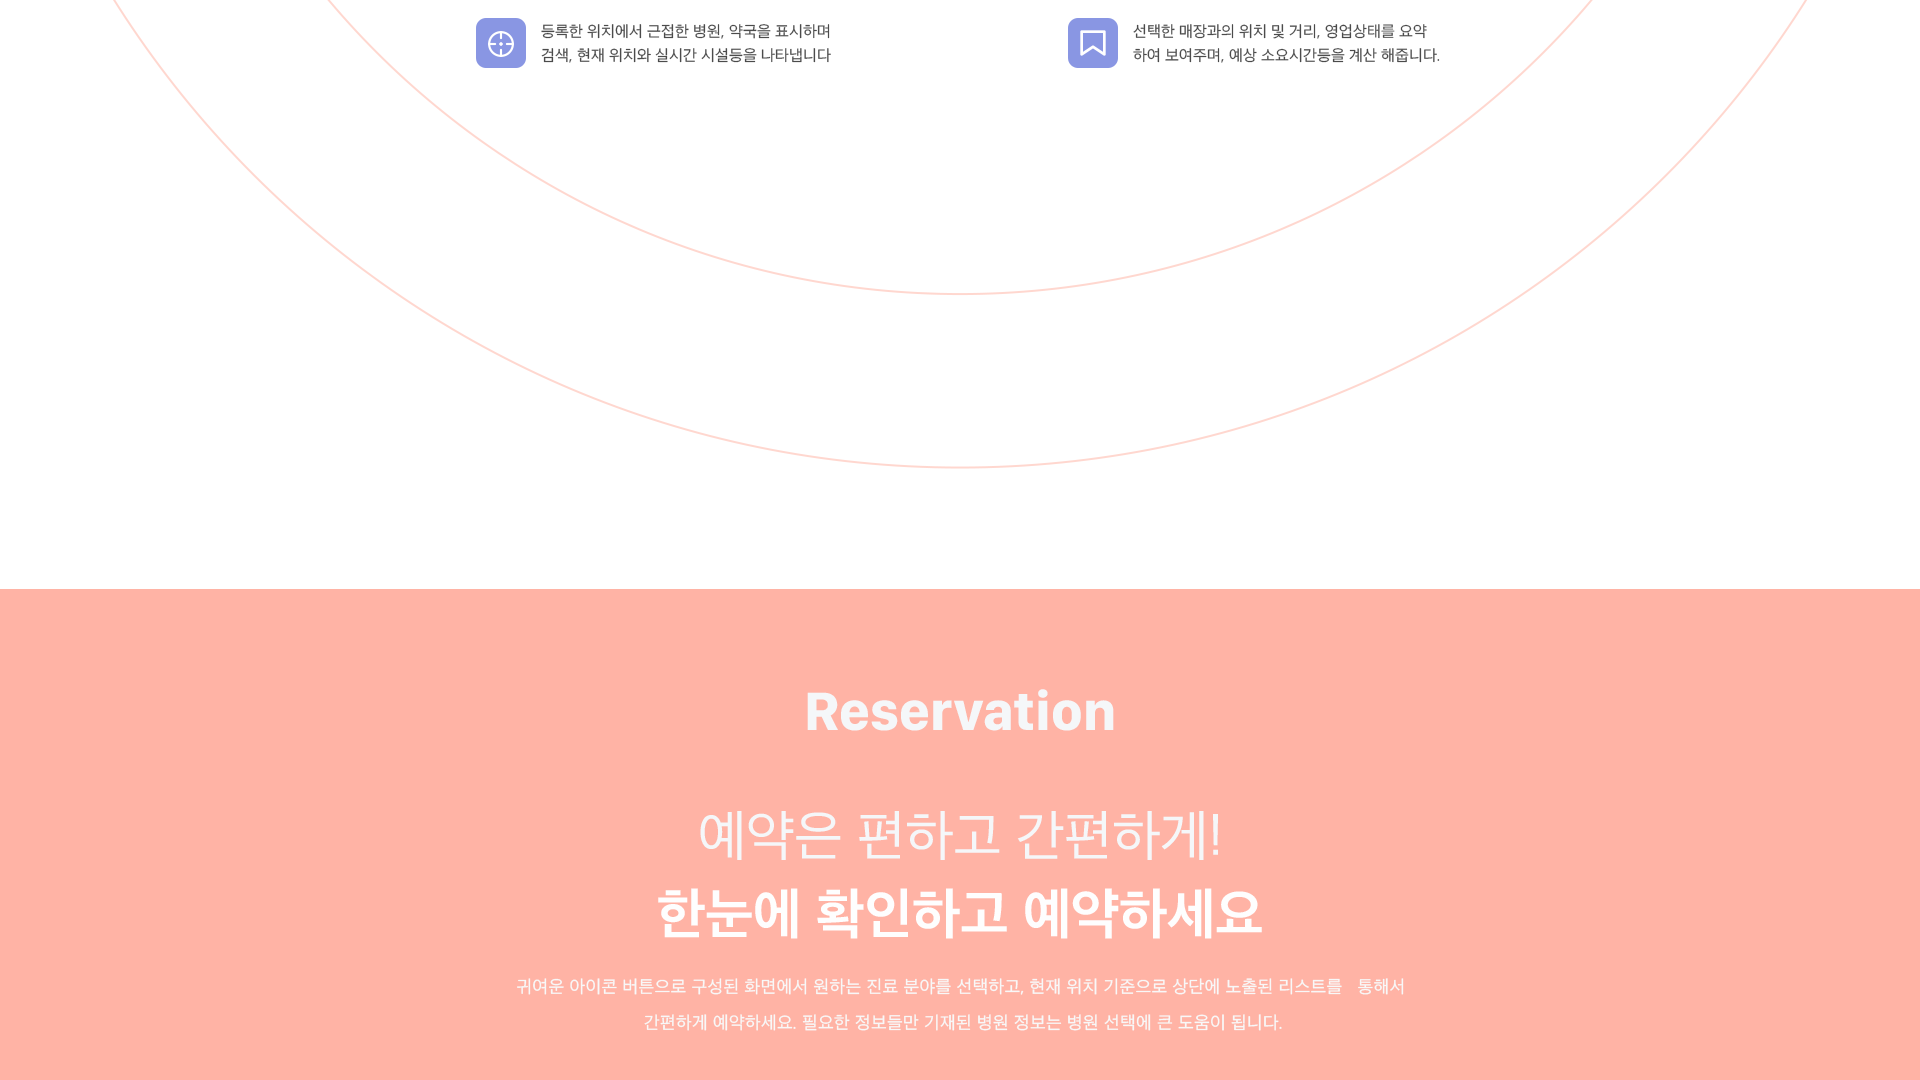 등록한 위치에서 근접한 병원, 약국을 표시하며
검색, 현재 위치와 실시간 시설등을 나타냅니다
선택한 매장과의 위치 및 거리, 영업상태를 요약
하여 보여주며, 예상 소요시간등을 계산 해줍니다.
Reservation
예약은 편하고 간편하게!
한눈에 확인하고 예약하세요
귀여운 아이콘 버튼으로 구성된 화면에서 원하는 진료 분야를 선택하고, 현재 위치 기준으로 상단에 노출된 리스트를 통해서
간편하게 예약하세요. 필요한 정보들만 기재된 병원 정보는 병원 선택에 큰 도움이 됩니다.